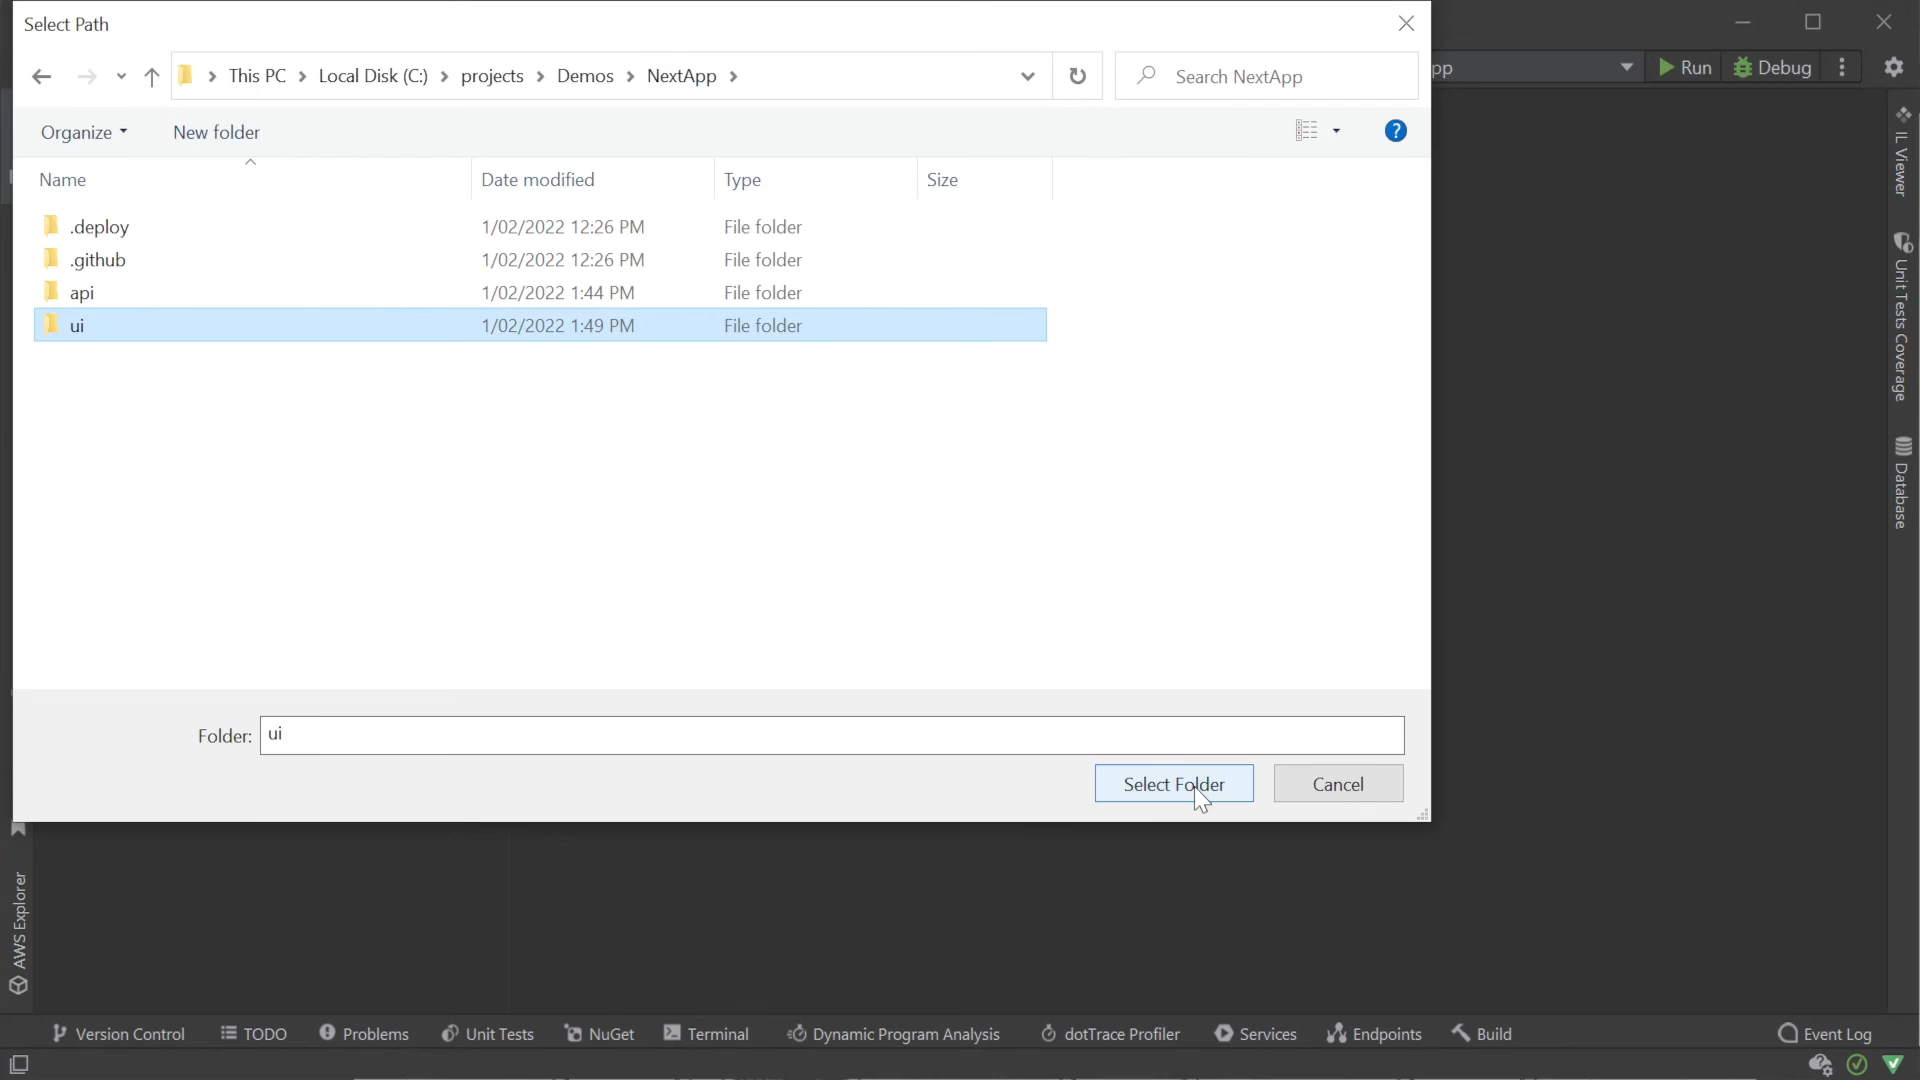 Select Path
This PC Local Disk (C:) projects Demos NextApp
Search NextApp
pp
Run
Debug
Organize
New folder
?
Name Date modified Type Size
.deploy 1/02/2022 12:26 PM File folder
.github 1/02/2022 12:26 PM File folder
api 1/02/2022 1:44 PM File folder
ui 1/02/2022 1:49 PM File folder
Folder: ui
Select Folder
Cancel
IL Viewer
Unit Tests Coverage
Database
AWS Explorer
Version Control TODO Problems Unit Tests NuGet Terminal Dynamic Program Analysis dotTrace Profiler Services Endpoints Build Event Log